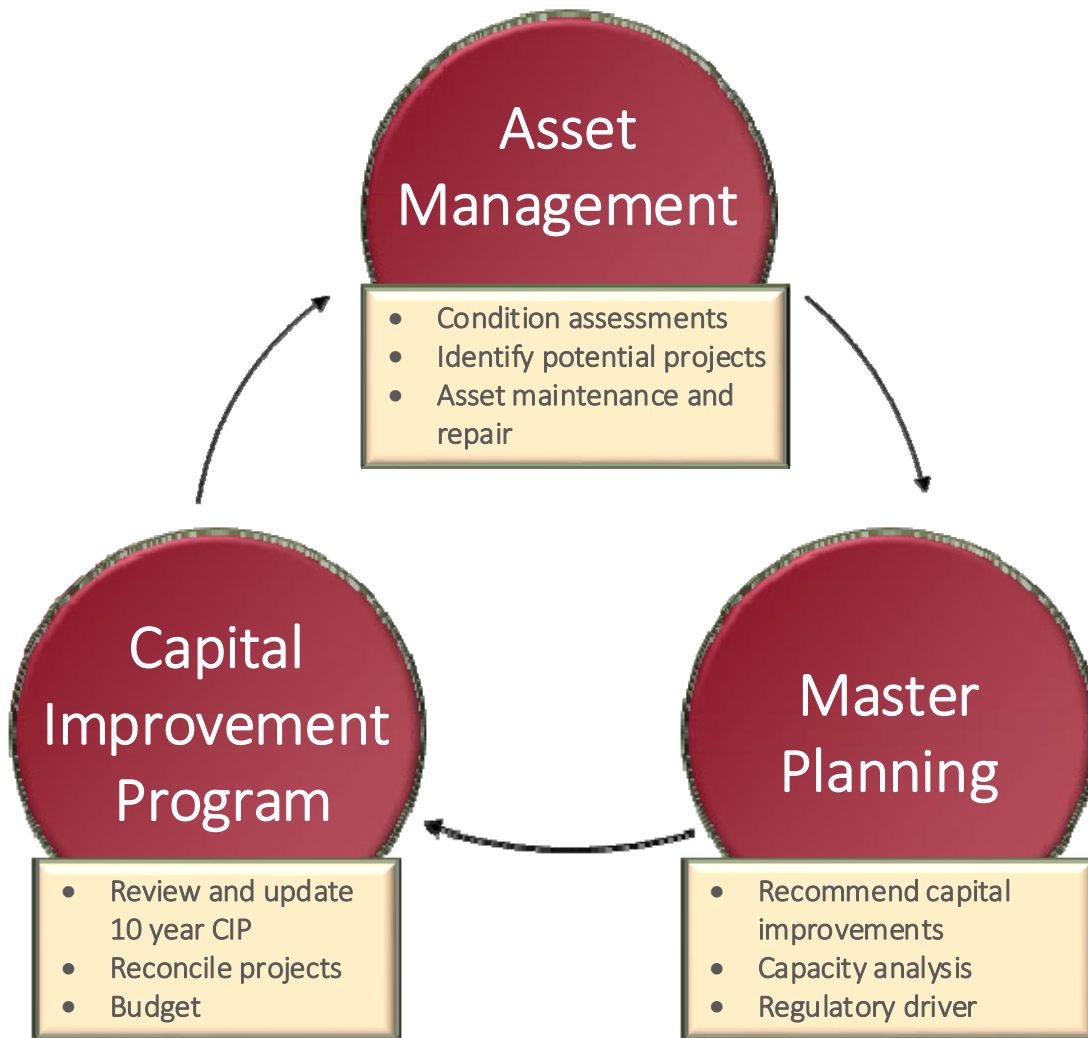 Asset
Management
• Condition assessments
• Identify potential projects
• Asset maintenance and
repair
Capital
Improvement
Program
• Review and update
10 year CIP
• Reconcile projects
• Budget
Master
Planning
• Recommend capital
improvements
• Capacity analysis
• Regulatory driver